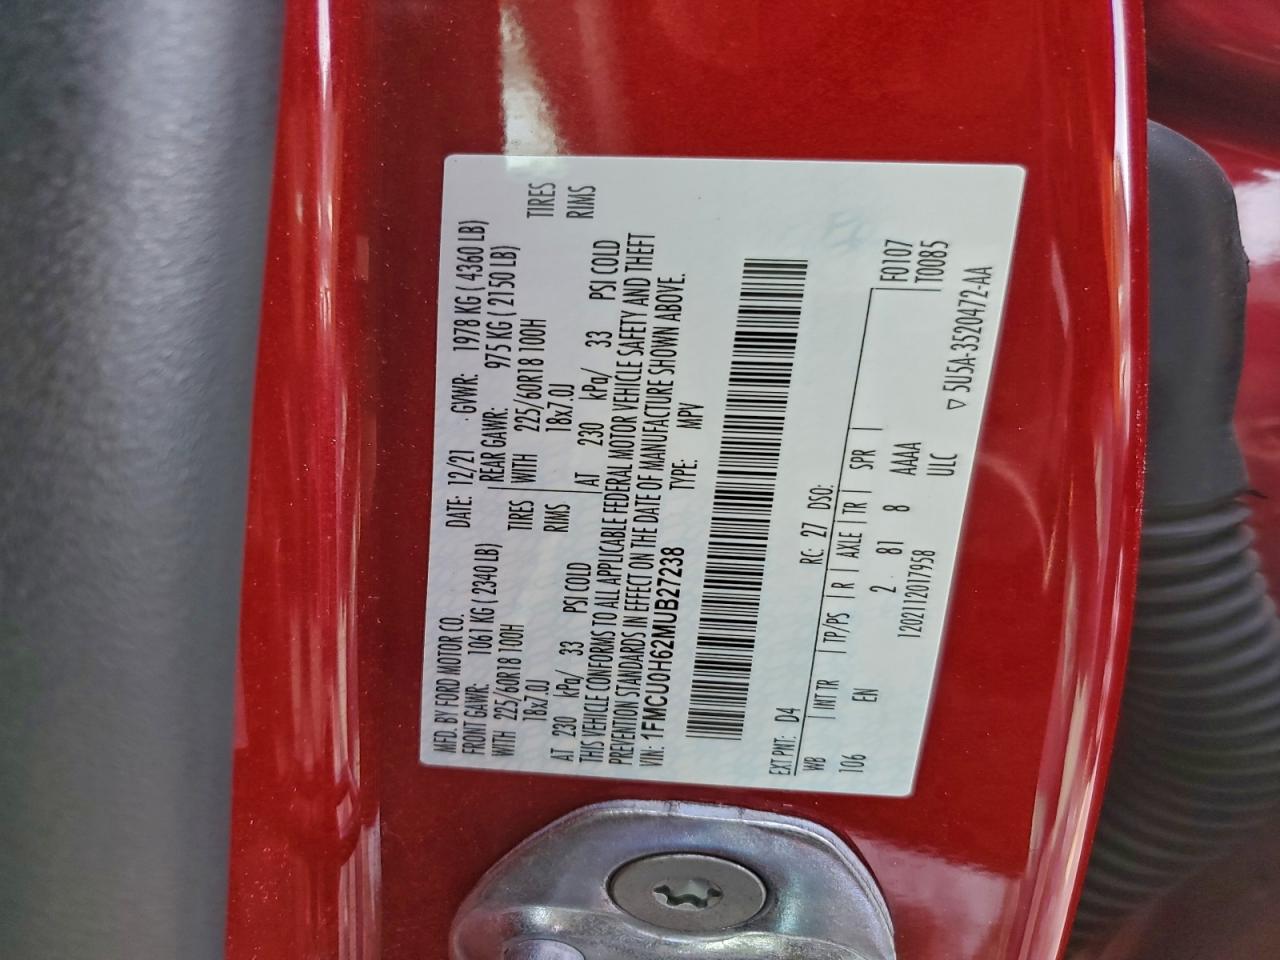 MFD. BY FORD MOTOR CO. DATE: 12/21 GVWR: 1978 KG ( 4360 LB)
FRONT GAWR: 1061 KG ( 2340 LB) REAR GAWR: 975 KG ( 2150 LB)
WITH 225/60R18 100H TIRES WITH 225/60R18 100H TIRES
18x7.0J RIMS 18x7.0J RIMS
AT 230 kPa/ 33 PSI COLD AT 230 kPa/ 33 PSI COLD
THIS VEHICLE CONFORMS TO ALL APPLICABLE FEDERAL MOTOR VEHICLE SAFETY AND THEFT
PREVENTION STANDARDS IN EFFECT ON THE DATE OF MANUFACTURE SHOWN ABOVE.
VIN: 1FMCU0H62MUB27238 TYPE: MPV
EXT PNT: D4 RC: 27 DSO: F0107
WB INT TR TP/PS R AXLE TR SPR T0085
106 EN 2 81 8 AAAA
1202112017958 ULC
▽ 5U5A-3520472-AA